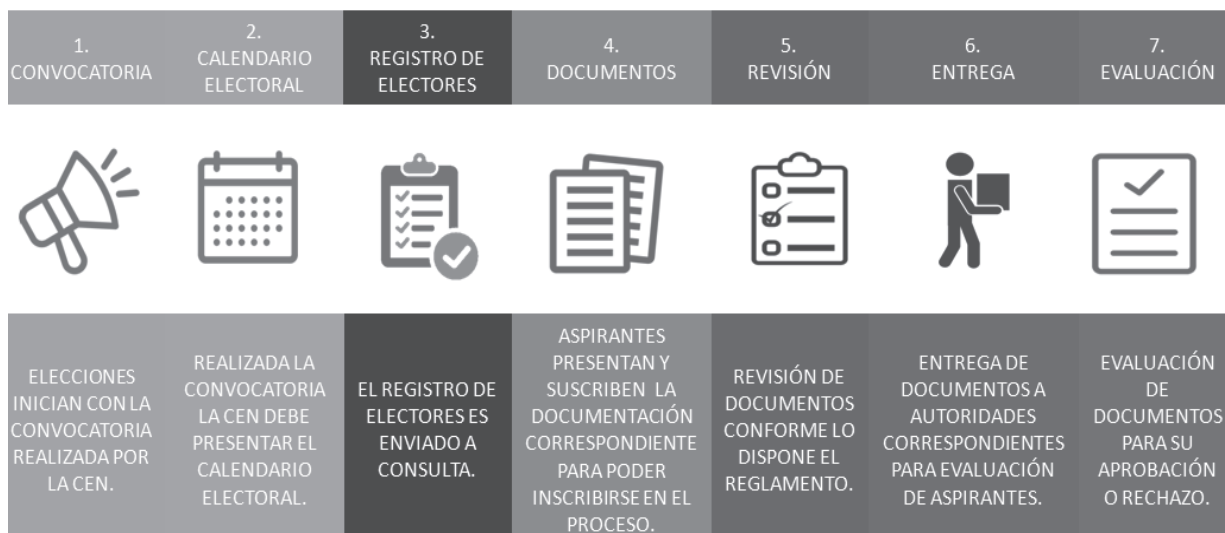 1.
CONVOCATORIA
2.
CALENDARIO
ELECTORAL
3.
REGISTRO DE
ELECTORES
4.
DOCUMENTOS
5.
REVISIÓN
6.
ENTREGA
7.
EVALUACIÓN
ELECCIONES
INICIAN CON LA
CONVOCATORIA
REALIZADA POR
LA CEN.
REALIZADA LA
CONVOCATORIA
LA CEN DEBE
PRESENTAR EL
CALENDARIO
ELECTORAL.
EL REGISTRO DE
ELECTORES ES
ENVIADO A
CONSULTA.
ASPIRANTES
PRESENTAN Y
SUSCRIBEN LA
DOCUMENTACIÓN
CORRESPONDIENTE
PARA PODER
INSCRIBIRSE EN EL
PROCESO.
REVISIÓN DE
DOCUMENTOS
CONFORME LO
DISPONE EL
REGLAMENTO.
ENTREGA DE
DOCUMENTOS A
AUTORIDADES
CORRESPONDIENTES
PARA EVALUACIÓN
DE ASPIRANTES.
EVALUACIÓN
DE
DOCUMENTOS
PARA SU
APROBACIÓN
O RECHAZO.